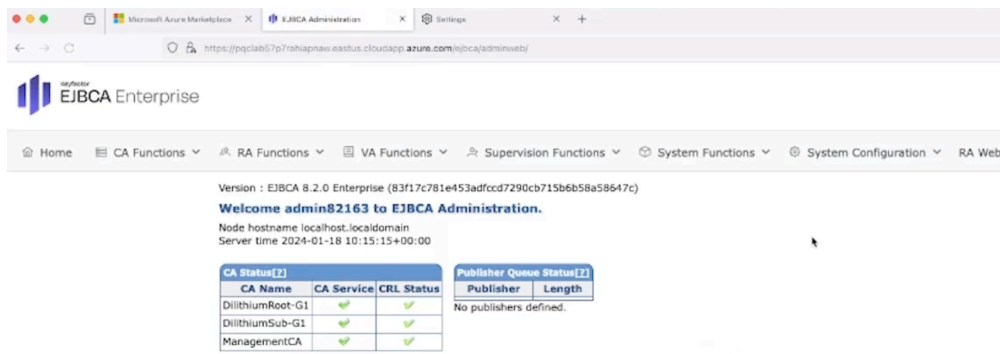 Microsoft Azure Marketplace
EJBCA Administration
Settings
https://pqclab57p7rahiapnavi.eastus.cloudapp.azure.com/ejbca/adminweb/
keyfactor
EJBCA Enterprise
Home CA Functions RA Functions VA Functions Supervision Functions System Functions System Configuration RA Web
Version : EJBCA 8.2.0 Enterprise (83f17c781e453adfccd7290cb715b6b58a58647c)
Welcome admin82163 to EJBCA Administration.
Node hostname localhost.localdomain
Server time 2024-01-18 10:15:15+00:00
CA Status[?]
CA Name CA Service CRL Status
DilithiumRoot-G1
DilithiumSub-G1
ManagementCA
Publisher Queue Status[?]
Publisher Length
No publishers defined.